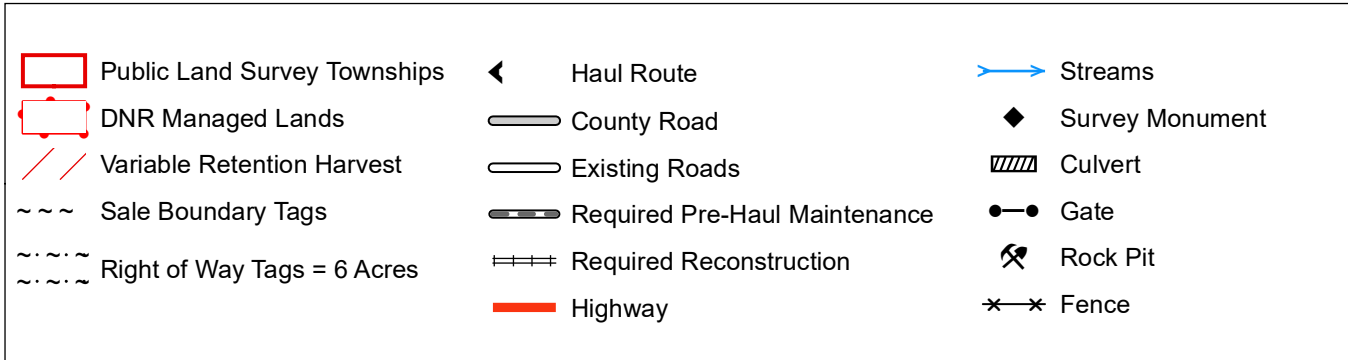 Public Land Survey Townships
DNR Managed Lands
Variable Retention Harvest
Sale Boundary Tags
Right of Way Tags = 6 Acres
Haul Route
County Road
Existing Roads
Required Pre-Haul Maintenance
Required Reconstruction
Highway
Streams
Survey Monument
Culvert
Gate
Rock Pit
Fence